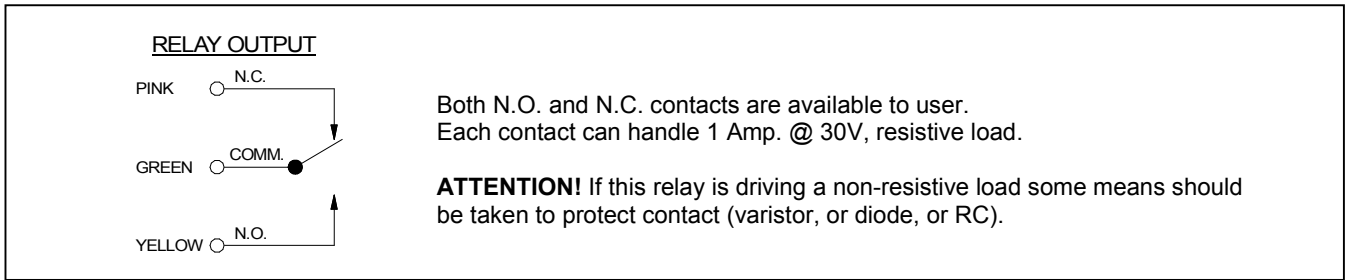 RELAY OUTPUT
PINK N.C.
GREEN COMM.
YELLOW N.O.
Both N.O. and N.C. contacts are available to user.
Each contact can handle 1 Amp. @ 30V, resistive load.
ATTENTION! If this relay is driving a non-resistive load some means should
be taken to protect contact (varistor, or diode, or RC).